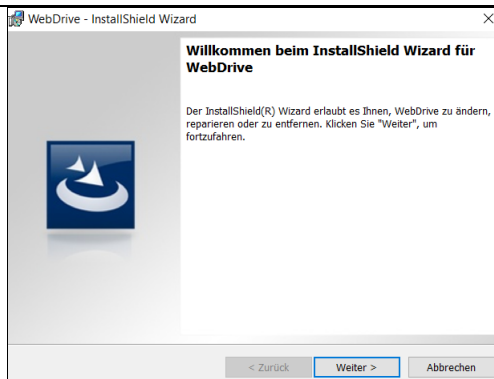 WebDrive - InstallShield Wizard
Willkommen beim InstallShield Wizard für
WebDrive
Der InstallShield(R) Wizard erlaubt es Ihnen, WebDrive zu ändern,
reparieren oder zu entfernen. Klicken Sie "Weiter", um
fortzufahren.
< Zurück Weiter > Abbrechen